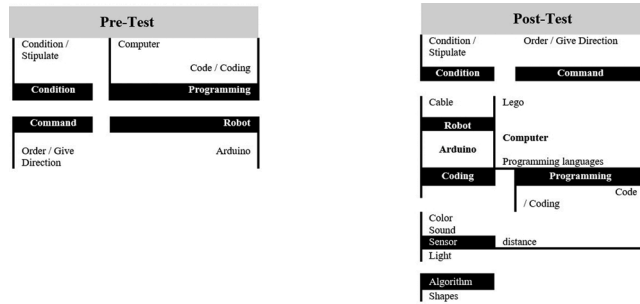 Pre-Test
Condition /
Stipulate
Computer
Code / Coding
Condition
Programming
Command
Robot
Order / Give
Direction
Arduino
Post-Test
Condition /
Stipulate
Order / Give Direction
Condition
Command
Cable
Lego
Robot
Computer
Arduino
Programming languages
Coding
Programming
Code
/ Coding
Color
Sound
Sensor
distance
Light
Algorithm
Shapes